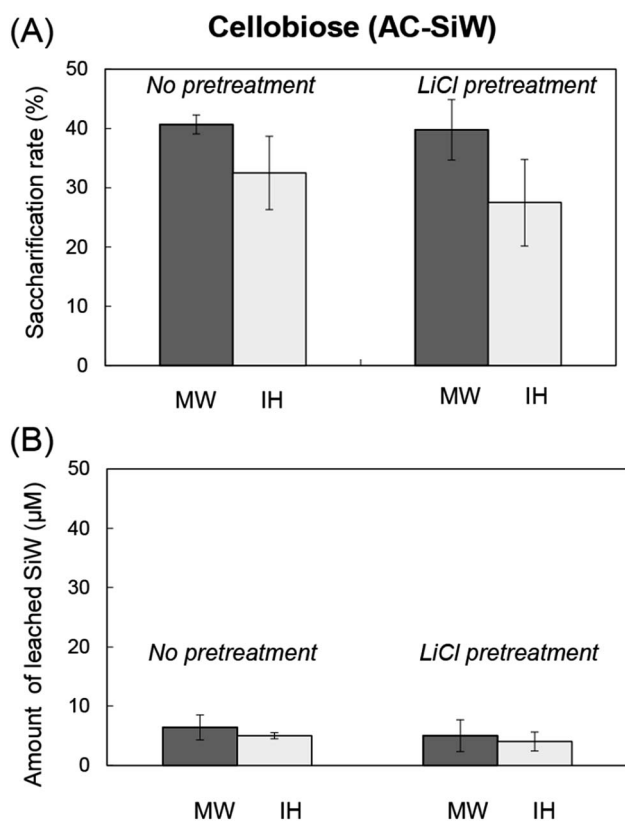 (A) Cellobiose (AC-SiW)
Saccharification rate (%)
50
40
30
20
10
0
No pretreatment LiCl pretreatment
MW IH MW IH
(B)
Amount of leached SiW (µM)
50
40
30
20
10
0
No pretreatment LiCl pretreatment
MW IH MW IH